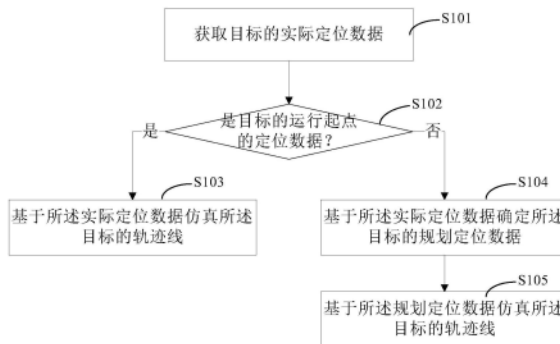 S101
获取目标的实际定位数据
S102
是目标的运行起点
的定位数据？
是
否
S103
基于所述实际定位数据仿真所述
目标的轨迹线
S104
基于所述实际定位数据确定所述
目标的规划定位数据
S105
基于所述规划定位数据仿真所述
目标的轨迹线